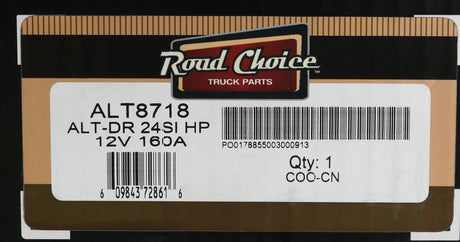 Road Choice™
TRUCK PARTS
ALT8718
ALT-DR 24SI HP
12V 160A
PO0178855003000913
Qty: 1
COO-CN
6 09843 72861 6